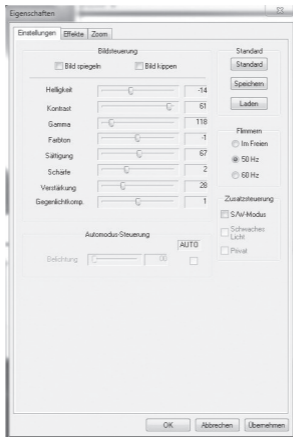 Eigenschaften
Einstellungen Effekte Zoom
Bildsteuerung
Bild spiegeln Bild kippen
Helligkeit -14
Kontrast 61
Gamma 118
Farbton -1
Sättigung 67
Schärfe 2
Verstärkung 28
Gegenlichtkomp. 1
Automodus-Steuerung
AUTO
Belichtung
Standard
Standard
Speichern
Laden
Flimmern
Im Freien
50 Hz
60 Hz
Zusatzsteuerung
S/W-Modus
Schwaches
Licht
Privat
OK Abbrechen Übernehmen